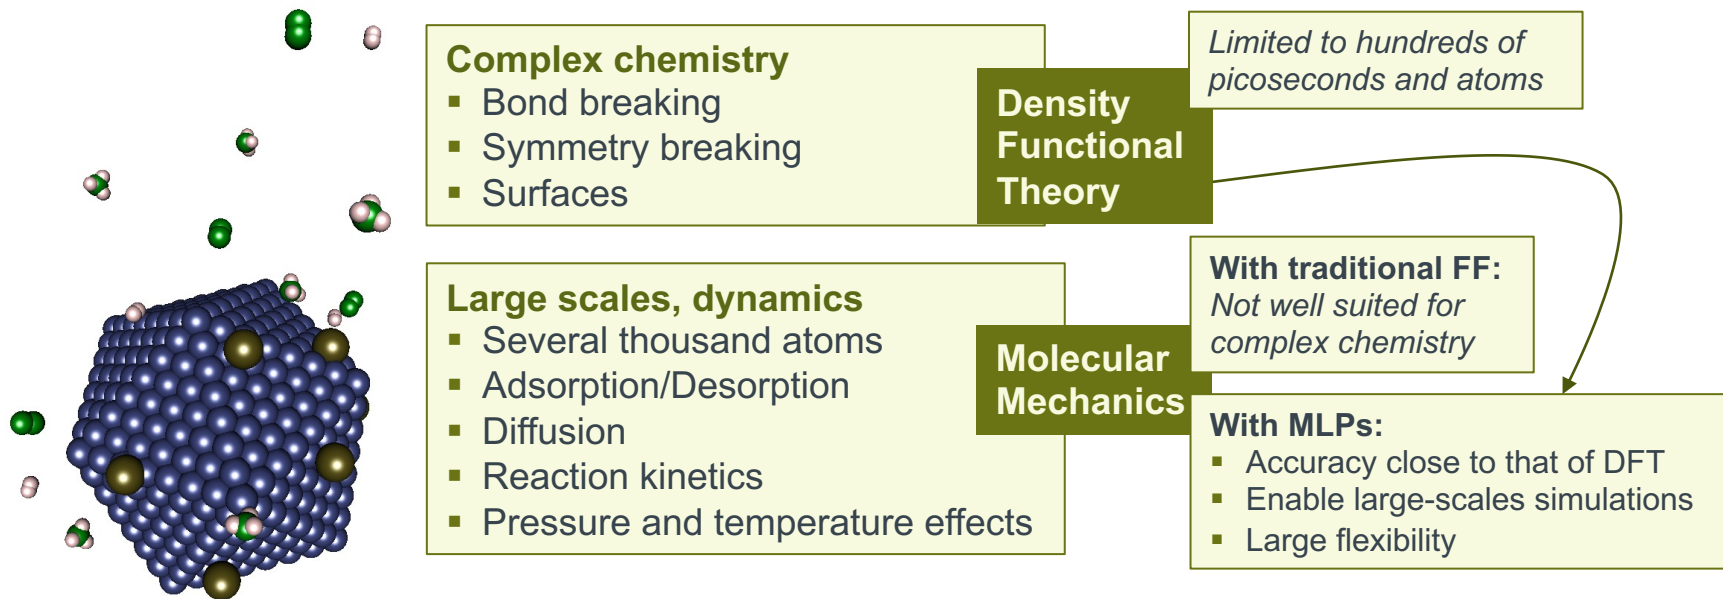 Complex chemistry
▪ Bond breaking
▪ Symmetry breaking
▪ Surfaces
Density
Functional
Theory
Limited to hundreds of
picoseconds and atoms
Large scales, dynamics
▪ Several thousand atoms
▪ Adsorption/Desorption
▪ Diffusion
▪ Reaction kinetics
▪ Pressure and temperature effects
Molecular
Mechanics
With traditional FF:
Not well suited for
complex chemistry
With MLPs:
▪ Accuracy close to that of DFT
▪ Enable large-scales simulations
▪ Large flexibility